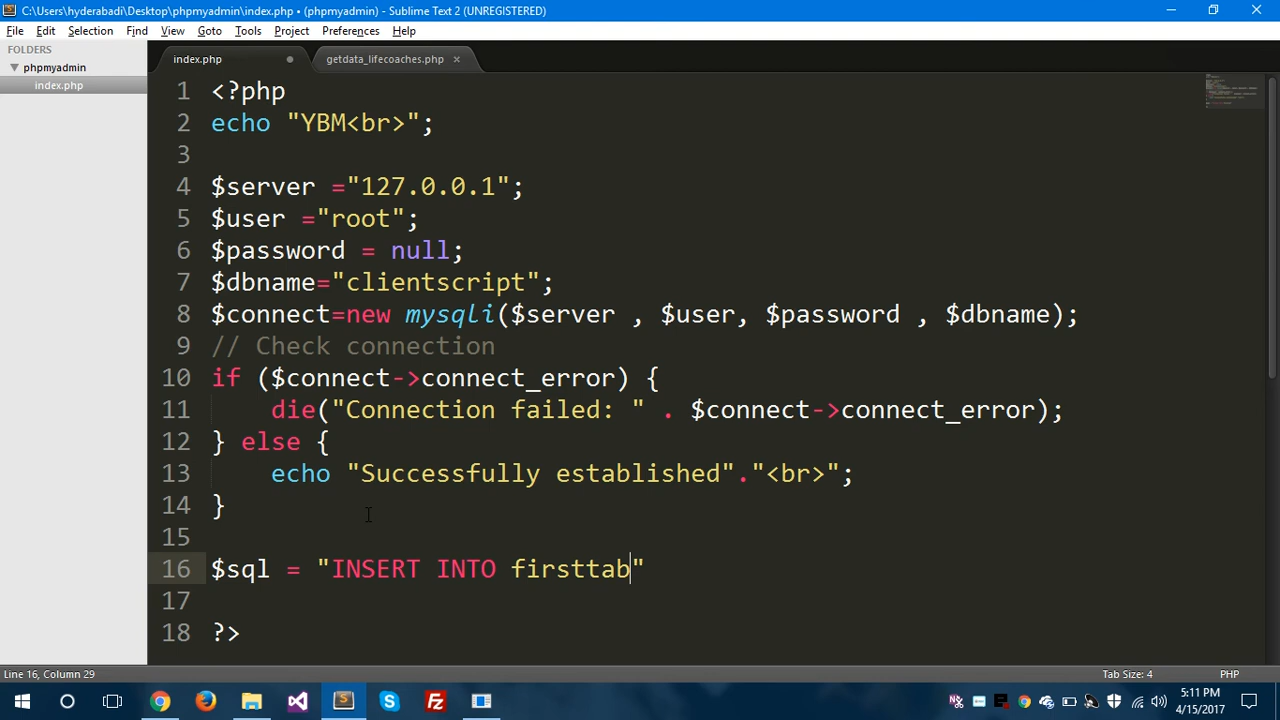 C:\Users\hyderabadi\Desktop\phpmyadmin\index.php • (phpmyadmin) - Sublime Text 2 (UNREGISTERED)
File Edit Selection Find View Goto Tools Project Preferences Help
FOLDERS
phpmyadmin
index.php
index.php
getdata_lifecoaches.php ×
1 <?php
2 echo "YBM<br>";
3
4 $server ="127.0.0.1";
5 $user ="root";
6 $password = null;
7 $dbname="clientscript";
8 $connect=new mysqli($server , $user, $password , $dbname);
9 // Check connection
10 if ($connect->connect_error) {
11 die("Connection failed: " . $connect->connect_error);
12 } else {
13 echo "Successfully established"."<br>";
14 }
15
16 $sql = "INSERT INTO firsttab"
17
18 ?>
Line 16, Column 29
Tab Size: 4
PHP
5:11 PM
4/15/2017